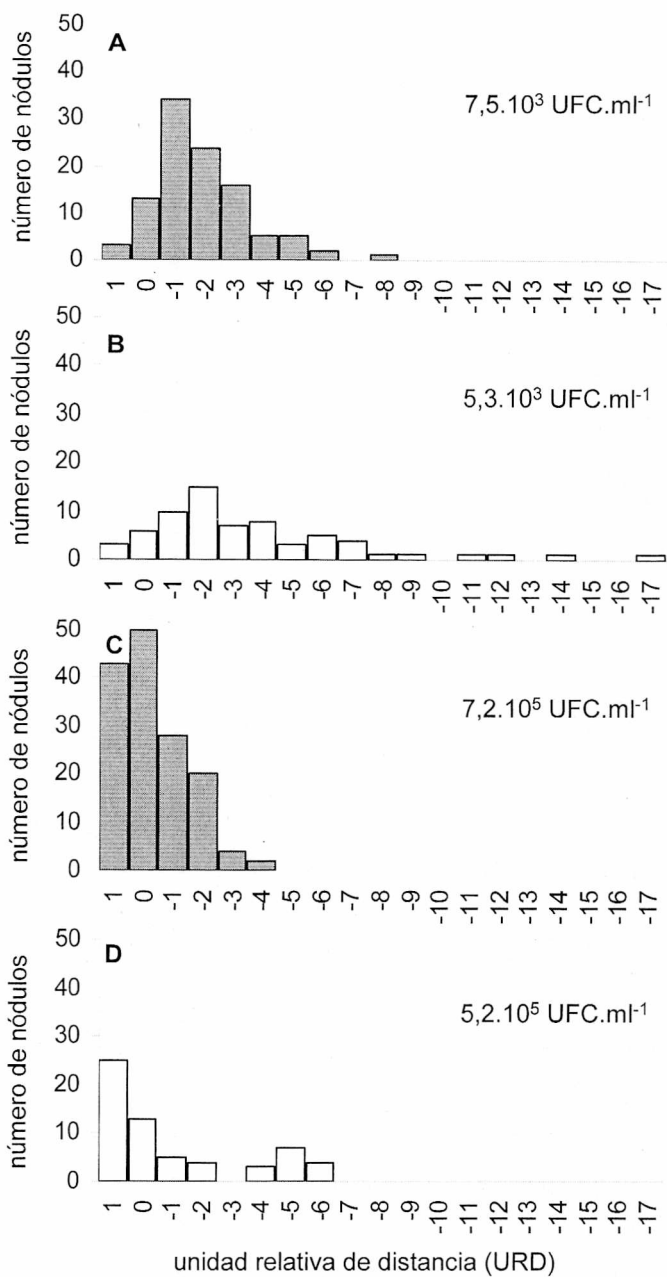 A
número de nódulos
50
40
30
20
10
0
7,5.10³ UFC.ml⁻¹
1 0 -1 -2 -3 -4 -5 -6 -7 -8 -9 -10 -11 -12 -13 -14 -15 -16 -17
B
número de nódulos
50
40
30
20
10
0
5,3.10³ UFC.ml⁻¹
1 0 -1 -2 -3 -4 -5 -6 -7 -8 -9 -10 -11 -12 -13 -14 -15 -16 -17
C
número de nódulos
50
40
30
20
10
0
7,2.10⁵ UFC.ml⁻¹
1 0 -1 -2 -3 -4 -5 -6 -7 -8 -9 -10 -11 -12 -13 -14 -15 -16 -17
D
número de nódulos
50
40
30
20
10
0
5,2.10⁵ UFC.ml⁻¹
1 0 -1 -2 -3 -4 -5 -6 -7 -8 -9 -10 -11 -12 -13 -14 -15 -16 -17
unidad relativa de distancia (URD)